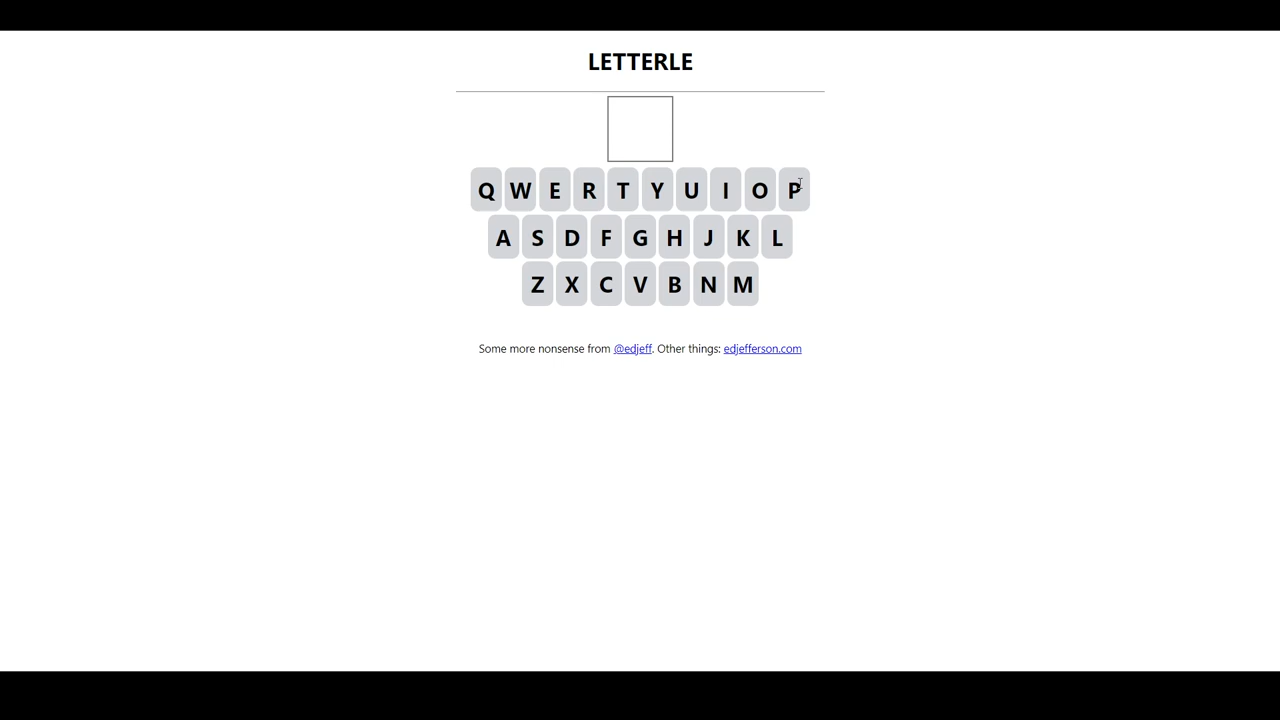 LETTERLE
Q W E R T Y U I O P
A S D F G H J K L
Z X C V B N M
Some more nonsense from @edjeff. Other things: edjefferson.com